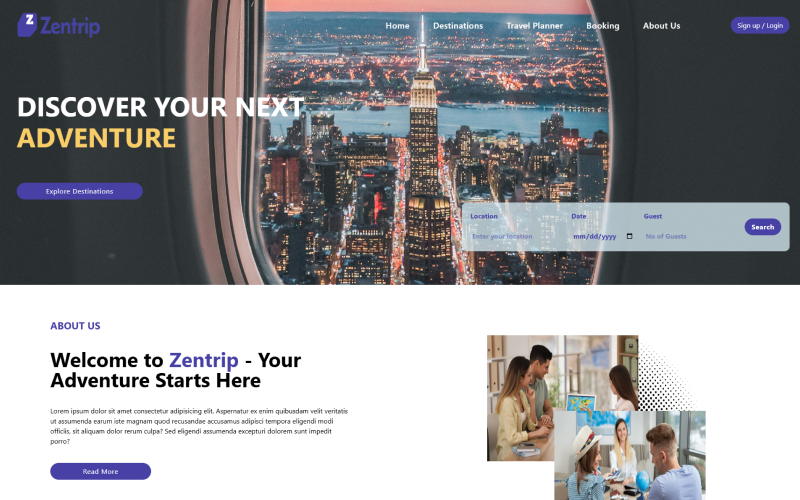 Z Zentrip
Home Destinations Travel Planner Booking About Us
Sign up / Login
DISCOVER YOUR NEXT
ADVENTURE
Explore Destinations
Location Date Guest
Enter your location mm/dd/yyyy No of Guests
Search
ABOUT US
Welcome to Zentrip - Your
Adventure Starts Here
Lorem ipsum dolor sit amet consectetur adipisicing elit. Aspernatur ex enim quibusdam velit veritatis
ut assumenda earum iste magnam quod recusandae accusamus adipisci tempora eligendi modi
officiis, sit aliquam dolor rerum culpa? Sed eligendi assumenda excepturi dolorem sunt impedit
porro?
Read More